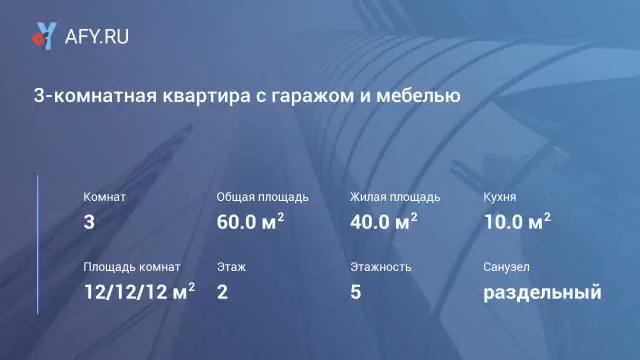 AFY.RU
3-комнатная квартира с гаражом и мебелью
Комнат
Общая площадь
Жилая площадь
Кухня
3
60.0 м²
40.0 м²
10.0 м²
Площадь комнат
Этаж
Этажность
Санузел
12/12/12 м²
2
5
раздельный